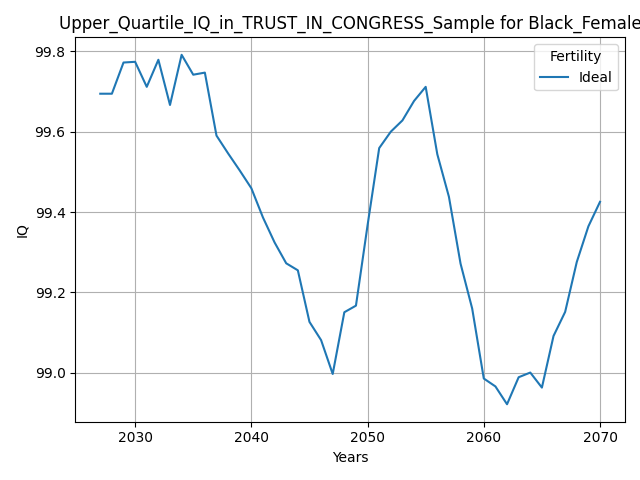 Upper_Quartile_IQ_in_TRUST_IN_CONGRESS_Sample for Black_Female
Fertility
Ideal
99.8
99.6
99.4
99.2
99.0
IQ
2030 2040 2050 2060 2070
Years